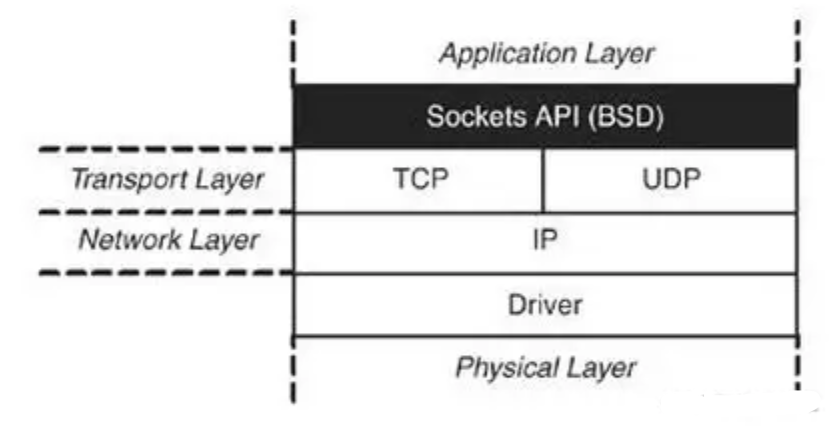 Application Layer
Sockets API (BSD)
Transport Layer TCP UDP
Network Layer IP
Driver
Physical Layer